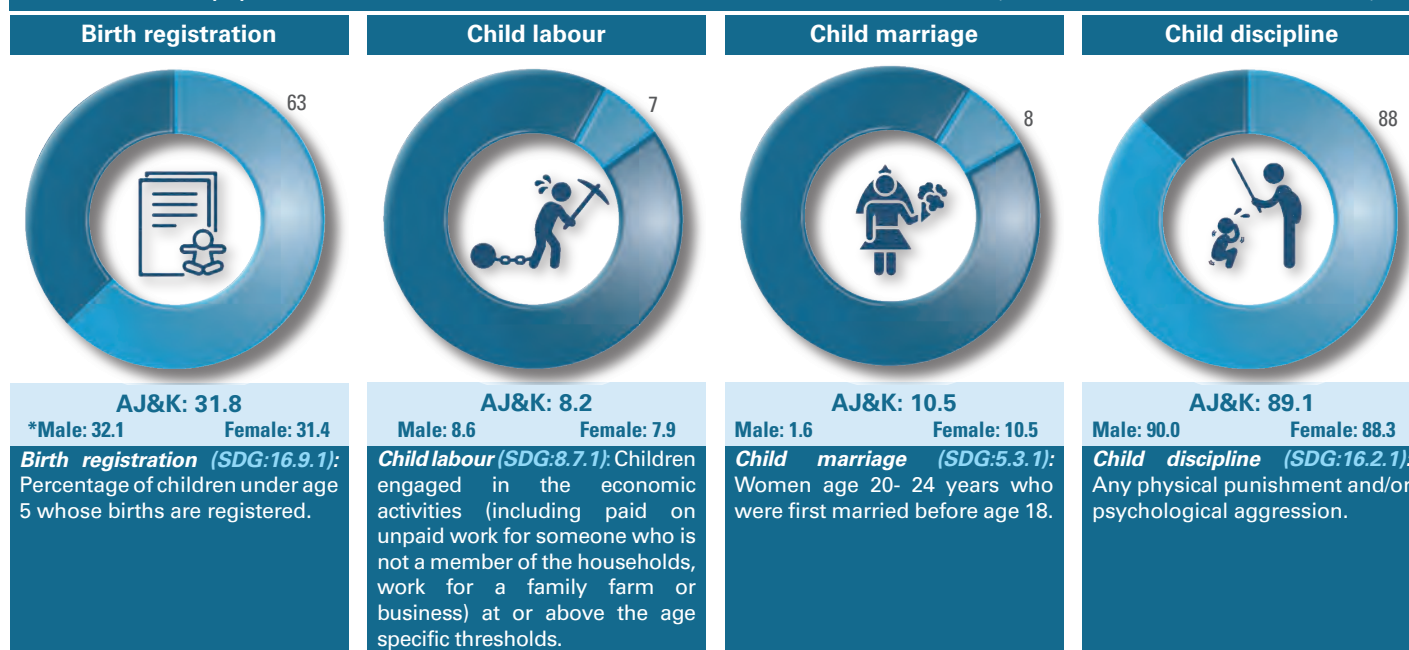 Birth registration
63
AJ&K: 31.8
*Male: 32.1 Female: 31.4
Birth registration (SDG:16.9.1):
Percentage of children under age
5 whose births are registered.
Child labour
7
AJ&K: 8.2
Male: 8.6 Female: 7.9
Child labour (SDG:8.7.1): Children
engaged in the economic
activities (including paid on
unpaid work for someone who is
not a member of the households,
work for a family farm or
business) at or above the age
specific thresholds.
Child marriage
8
AJ&K: 10.5
Male: 1.6 Female: 10.5
Child marriage (SDG:5.3.1):
Women age 20- 24 years who
were first married before age 18.
Child discipline
88
AJ&K: 89.1
Male: 90.0 Female: 88.3
Child discipline (SDG:16.2.1):
Any physical punishment and/or
psychological aggression.